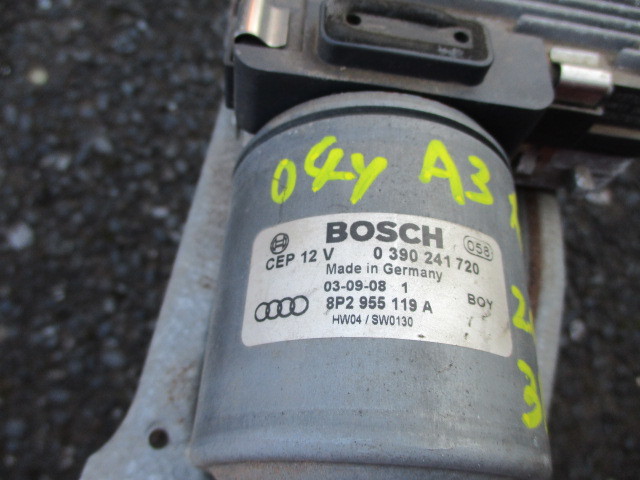 04y A3
BOSCH 058
CEP 12 V 0 390 241 720
Made in Germany
03-09-08 1
8P2 955 119 A BOY
HW04 / SW0130
3